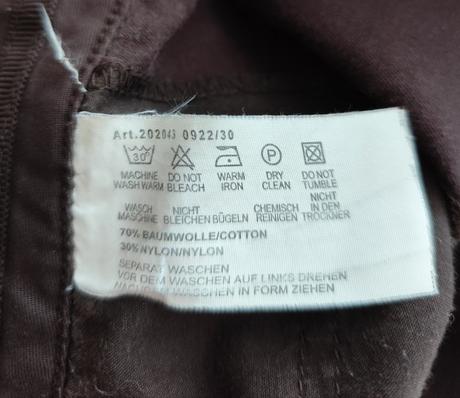 Art.202043 0922/30
30° P
MACHINE DO NOT WARM DRY DO NOT
WASH WARM BLEACH IRON CLEAN TUMBLE
WASCH NICHT CHEMISCH NICHT IN DEN
MASCHINE BLEICHEN BÜGELN REINIGEN TROCKNER
70% BAUMWOLLE/COTTON
30% NYLON/NYLON
SEPARAT WASCHEN
VOR DEM WASCHEN AUF LINKS DREHEN
NACH DEM WASCHEN IN FORM ZIEHEN